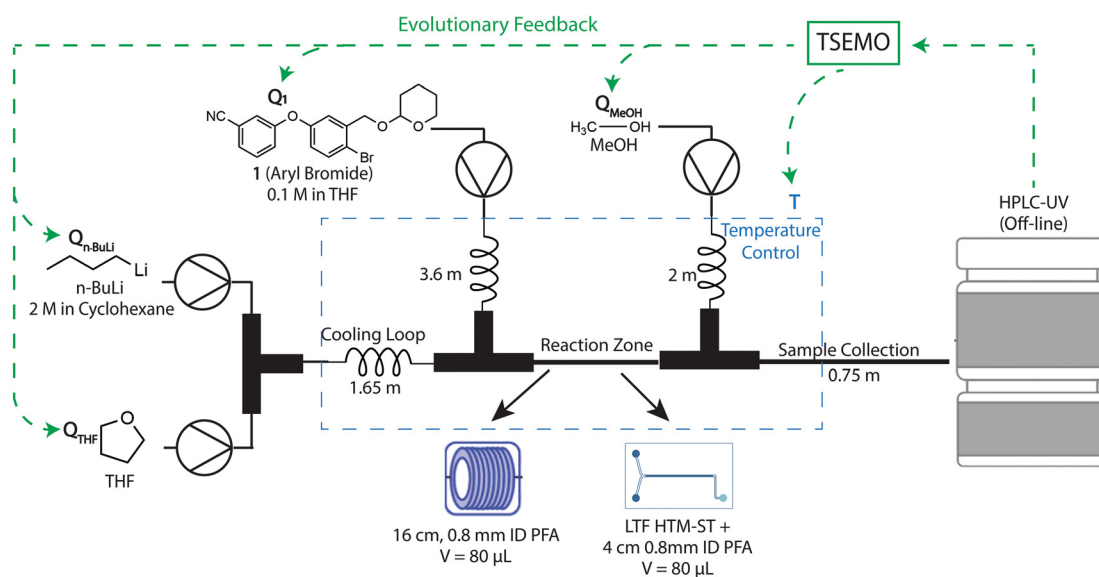 Evolutionary Feedback
TSEMO
Q1
NC
O
O
O
Br
1 (Aryl Bromide)
0.1 M in THF
QMeOH
H3C
OH
MeOH
T
Temperature
Control
HPLC-UV
(Off-line)
Qn-BuLi
Li
n-BuLi
2 M in Cyclohexane
3.6 m
2 m
Cooling Loop
1.65 m
Reaction Zone
Sample Collection
0.75 m
QTHF
O
THF
16 cm, 0.8 mm ID PFA
V = 80 µL
LTF HTM-ST +
4 cm 0.8mm ID PFA
V = 80 µL